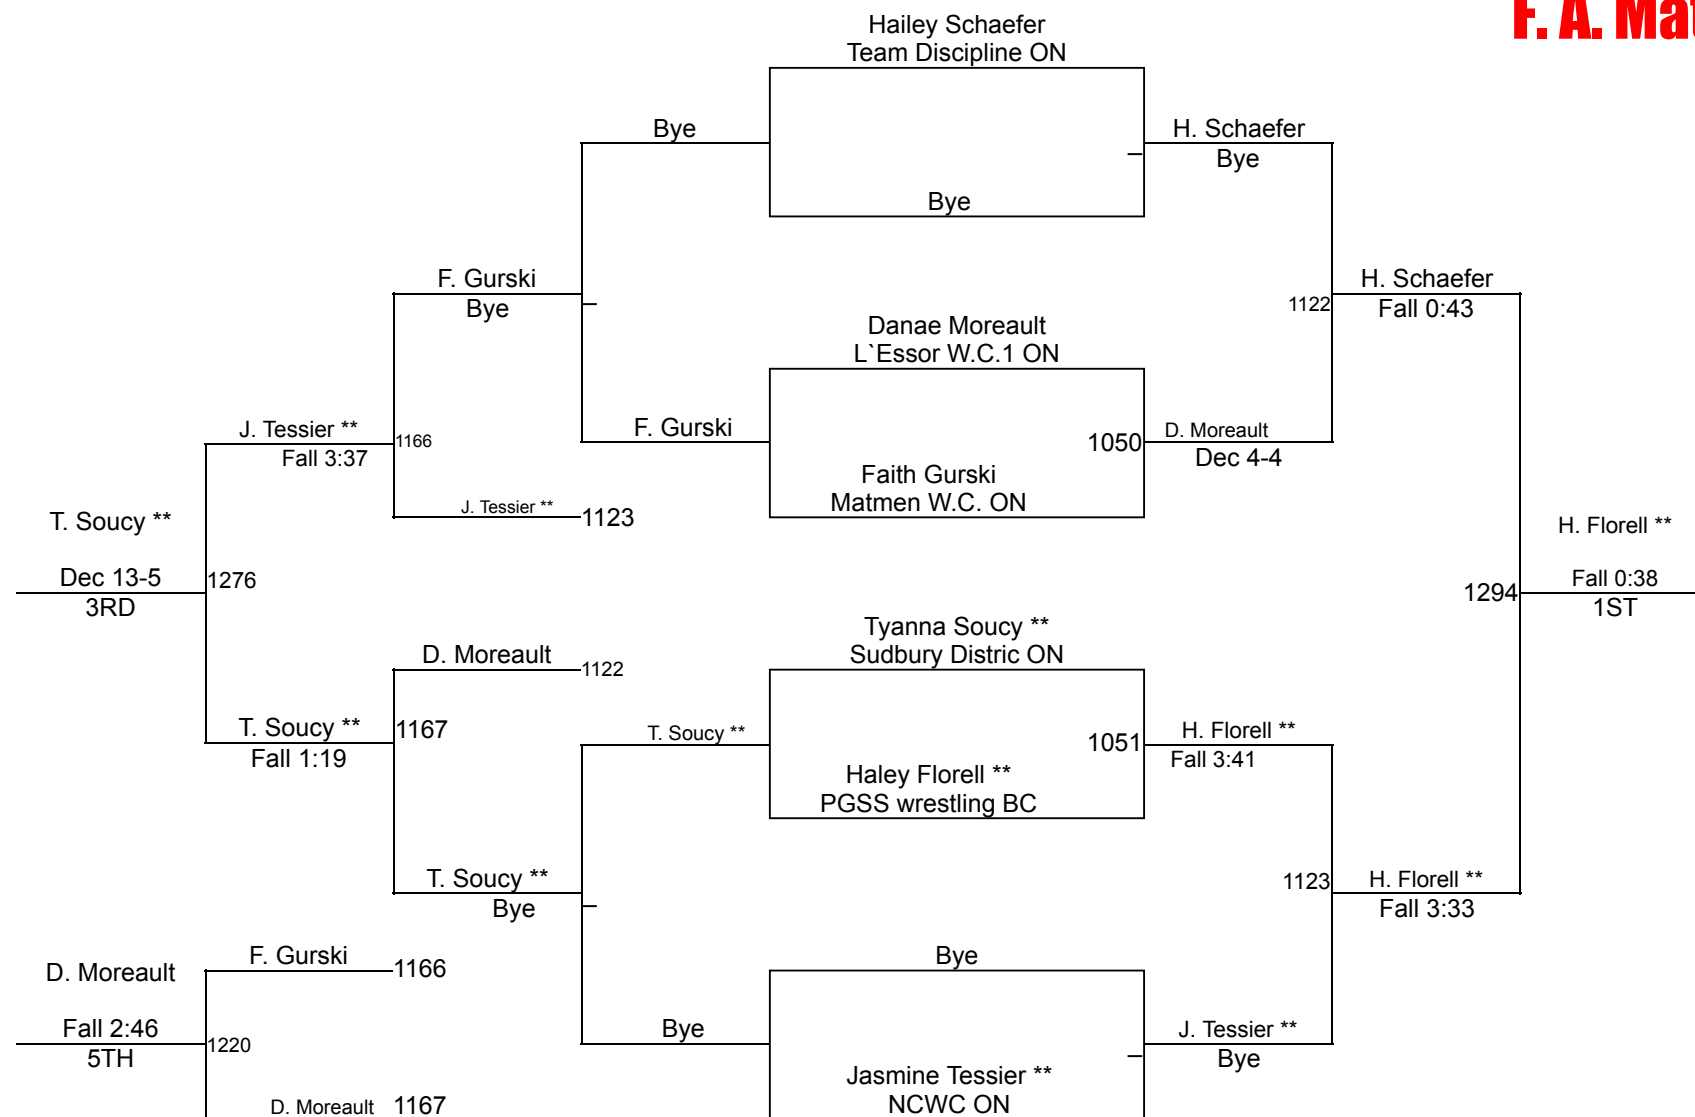 F. A. Mat
Hailey Schaefer
Team Discipline ON
Bye
H. Schaefer
Bye
Bye
F. Gurski
Bye
H. Schaefer
1122
Fall 0:43
Danae Moreault
L`Essor W.C.1 ON
J. Tessier **
1166
Fall 3:37
F. Gurski
1050
D. Moreault
Dec 4-4
Faith Gurski
Matmen W.C. ON
J. Tessier **
1123
T. Soucy **
H. Florell **
Dec 13-5
1276
3RD
1294
Fall 0:38
1ST
Tyanna Soucy **
Sudbury Distric ON
D. Moreault
1122
T. Soucy **
1167
Fall 1:19
T. Soucy **
1051
H. Florell **
Fall 3:41
Haley Florell **
PGSS wrestling BC
T. Soucy **
Bye
1123
H. Florell **
Fall 3:33
F. Gurski
1166
Bye
D. Moreault
Fall 2:46
1220
5TH
Bye
J. Tessier **
Bye
Jasmine Tessier **
NCWC ON
D. Moreault
1167